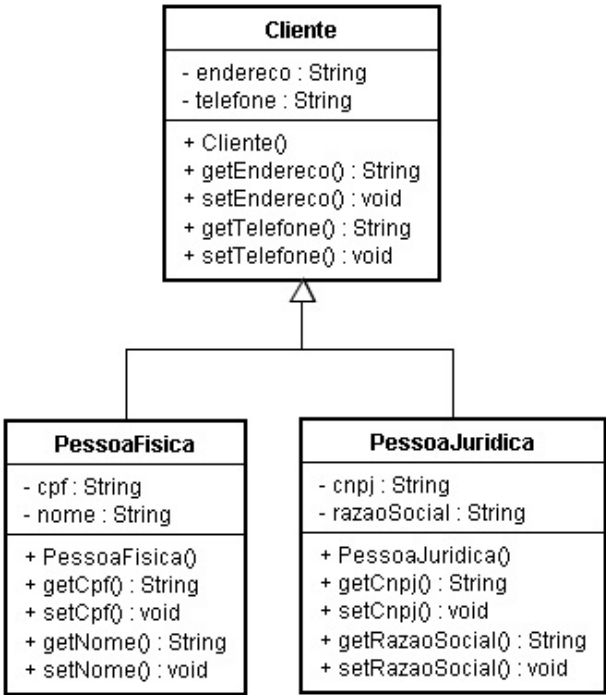 Cliente
- endereco : String
- telefone : String
+ Cliente()
+ getEndereco() : String
+ setEndereco() : void
+ getTelefone() : String
+ setTelefone() : void
PessoaFisica
- cpf : String
- nome : String
+ PessoaFisica()
+ getCpf() : String
+ setCpf() : void
+ getNome() : String
+ setNome() : void
PessoaJuridica
- cnpj : String
- razaoSocial : String
+ PessoaJuridica()
+ getCnpj() : String
+ setCnpj() : void
+ getRazaoSocial() : String
+ setRazaoSocial() : void